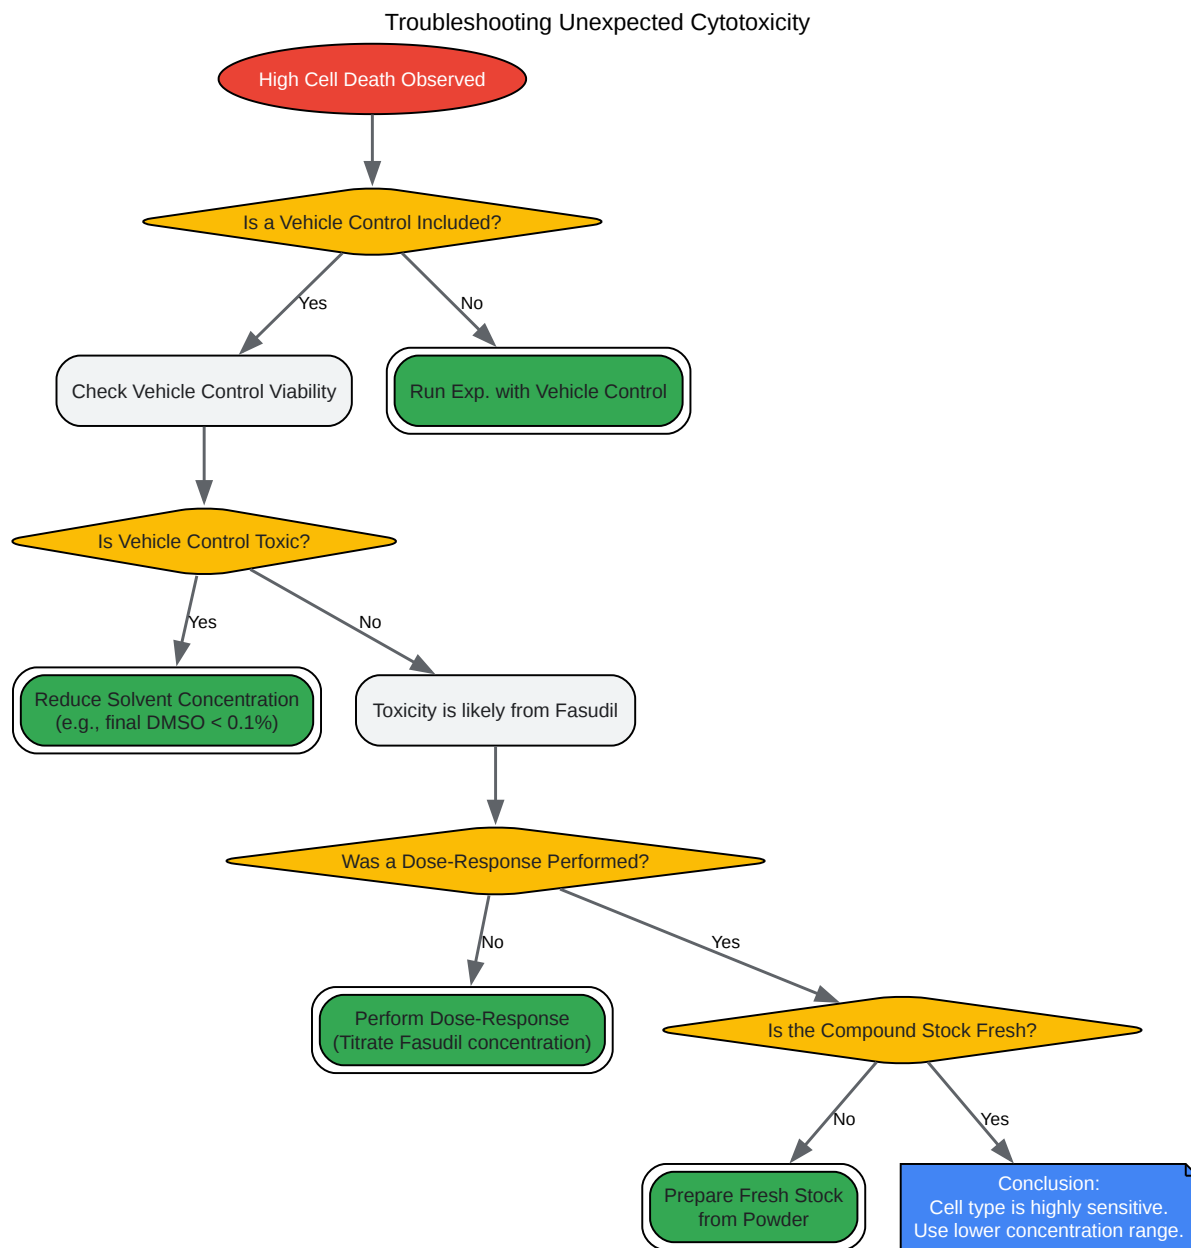 Troubleshooting Unexpected Cytotoxicity
High Cell Death Observed
Is a Vehicle Control Included?
Yes
No
Check Vehicle Control Viability
Run Exp. with Vehicle Control
Is Vehicle Control Toxic?
Yes
No
Reduce Solvent Concentration
(e.g., final DMSO < 0.1%)
Toxicity is likely from Fasudil
Was a Dose-Response Performed?
No
Yes
Perform Dose-Response
(Titrate Fasudil concentration)
Is the Compound Stock Fresh?
No
Yes
Prepare Fresh Stock
from Powder
Conclusion:
Cell type is highly sensitive.
Use lower concentration range.